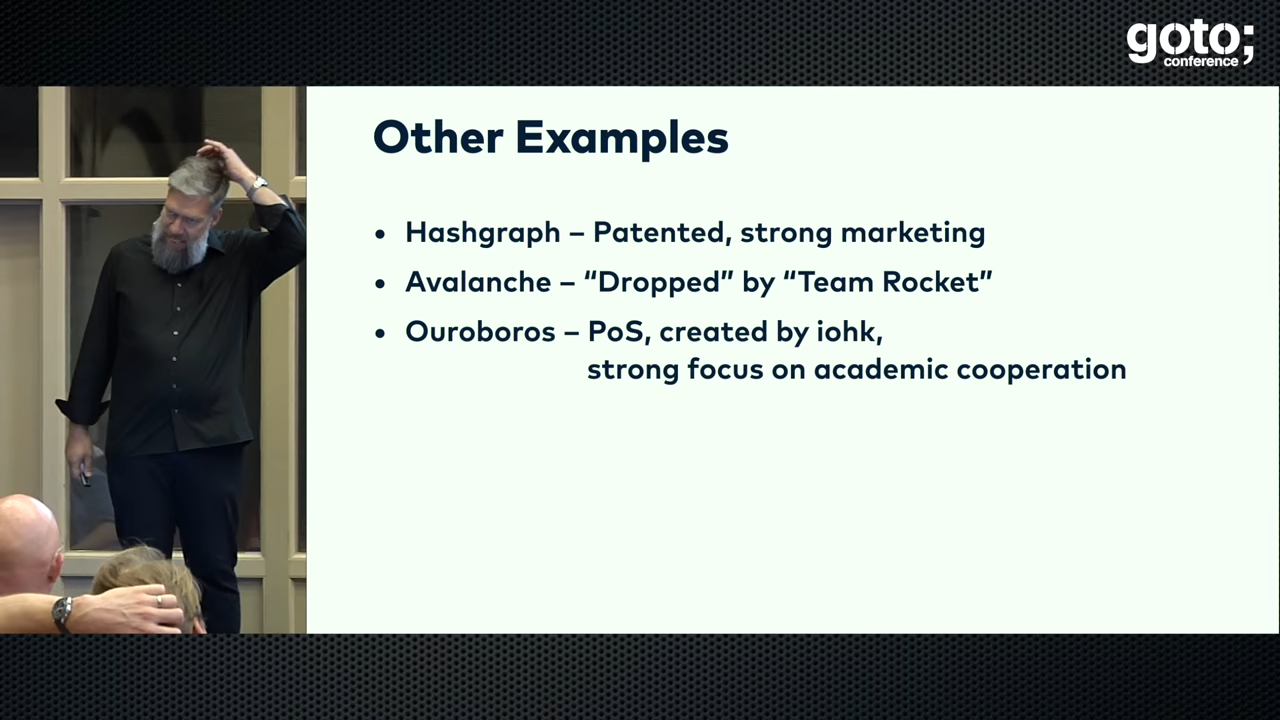 goto;
conference
Other Examples
• Hashgraph – Patented, strong marketing
• Avalanche – “Dropped” by “Team Rocket”
• Ouroboros – PoS, created by iohk,
strong focus on academic cooperation